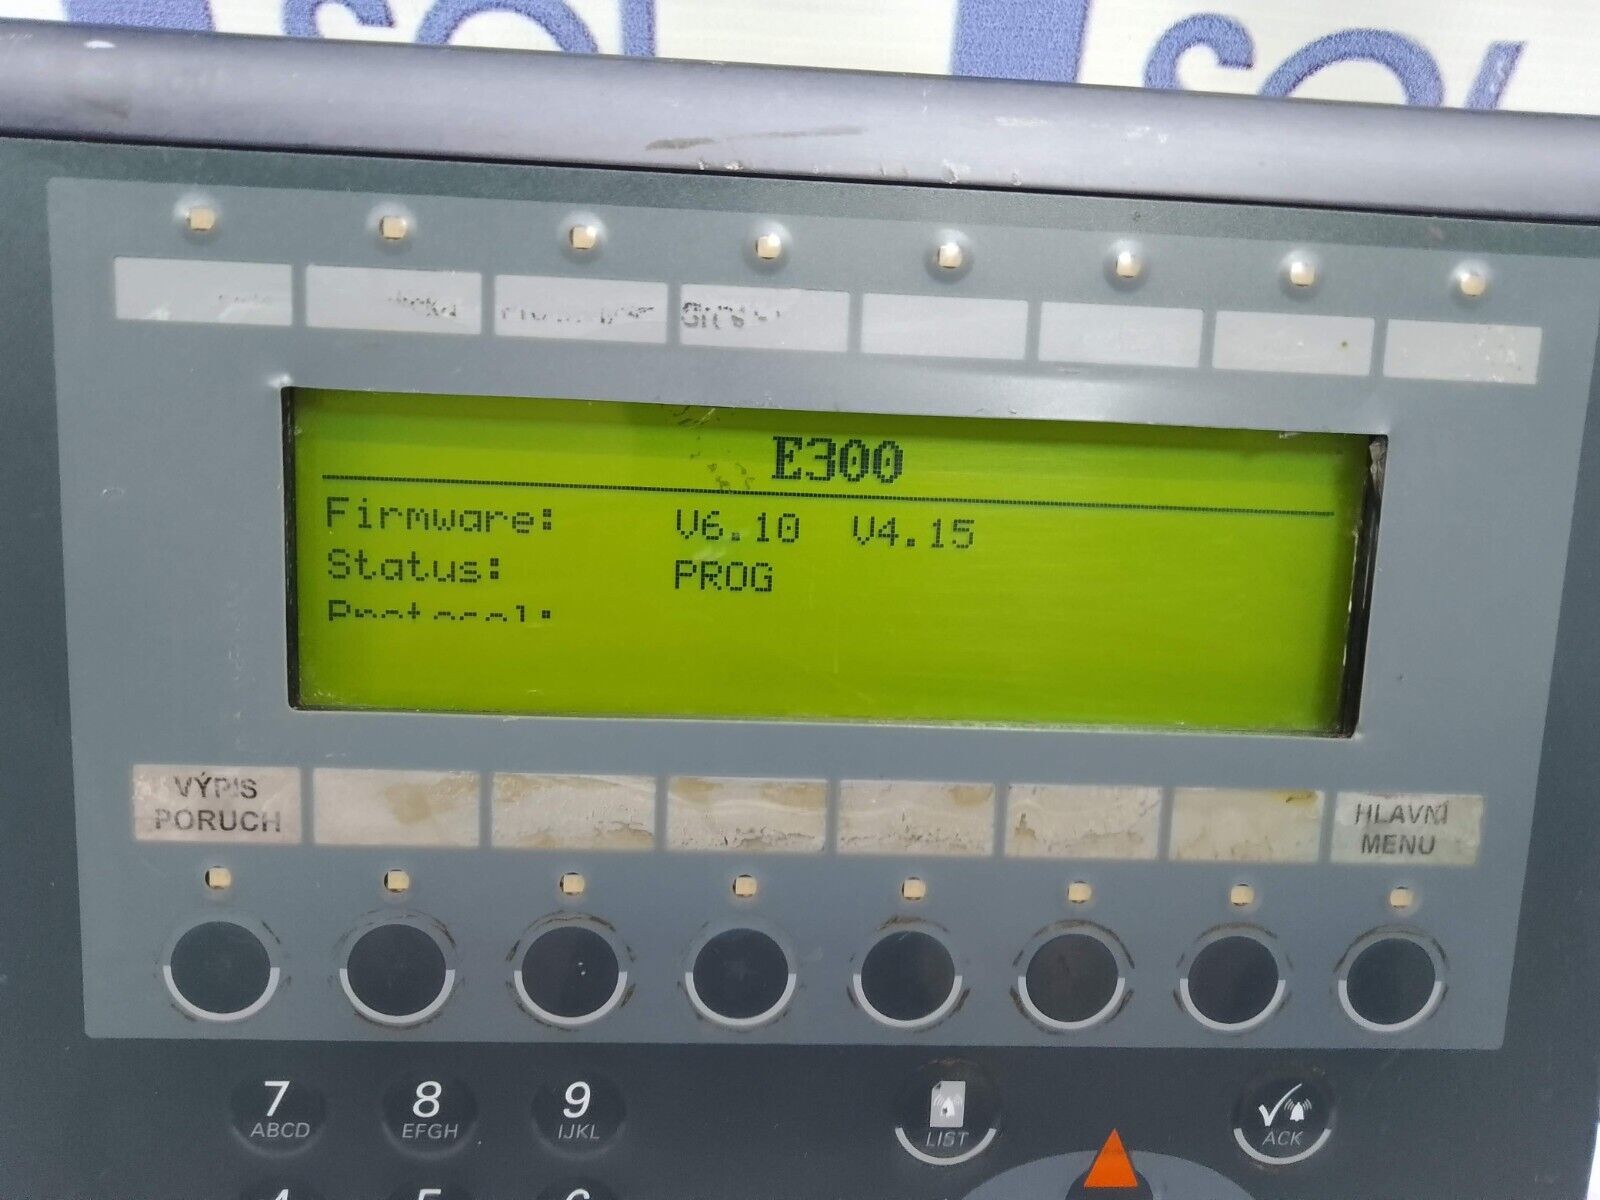 E300
Firmware: V6.10 V4.15
Status: PROG
Protocol:
VÝPIS
PORUCH
HLAVNÍ
MENU
7 8 9
ABCD EFGH IJKL
LIST
ACK